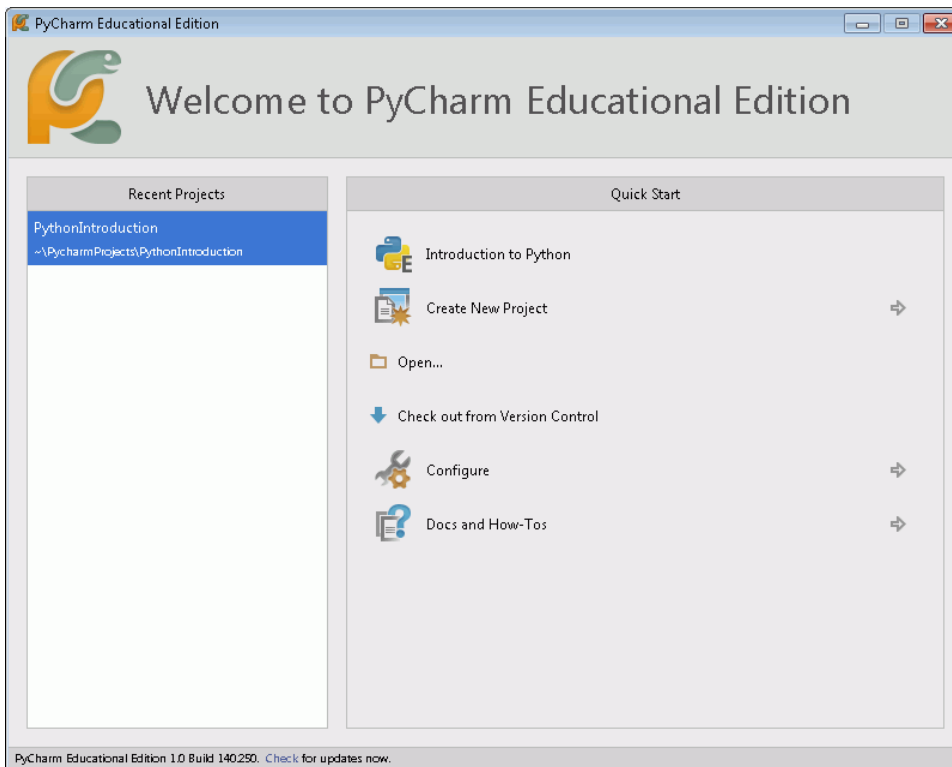 PyCharm Educational Edition
Welcome to PyCharm Educational Edition
Recent Projects
PythonIntroduction
~\PycharmProjects\PythonIntroduction
Quick Start
Introduction to Python
Create New Project
Open...
Check out from Version Control
Configure
Docs and How-Tos
PyCharm Educational Edition 1.0 Build 140.250. Check for updates now.